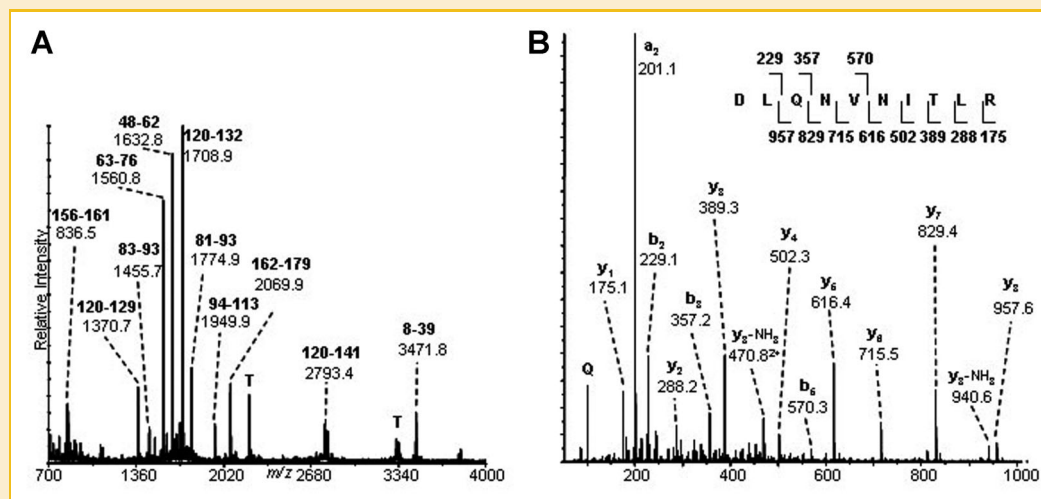 A
48-62
1632.8
120-132
1708.9
63-76
1560.8
156-161
836.5
83-93
1455.7
81-93
1774.9
162-179
2069.9
120-129
1370.7
94-113
1949.9
8-39
3471.8
120-141
2793.4
T
T
Relative Intensity
700 1360 2020 m/z 2680 3340 4000
B
a2
201.1
229 357 570
D L Q N V N I T L R
957 829 715 616 502 389 288 175
y3
389.3
y7
829.4
y4
502.3
b2
229.1
y1
175.1
y5
616.4
y8
957.6
b3
357.2
y8-NH3
470.82+
y6
715.5
Q
y2
288.2
b5
570.3
y8-NH3
940.6
200 400 600 800 1000